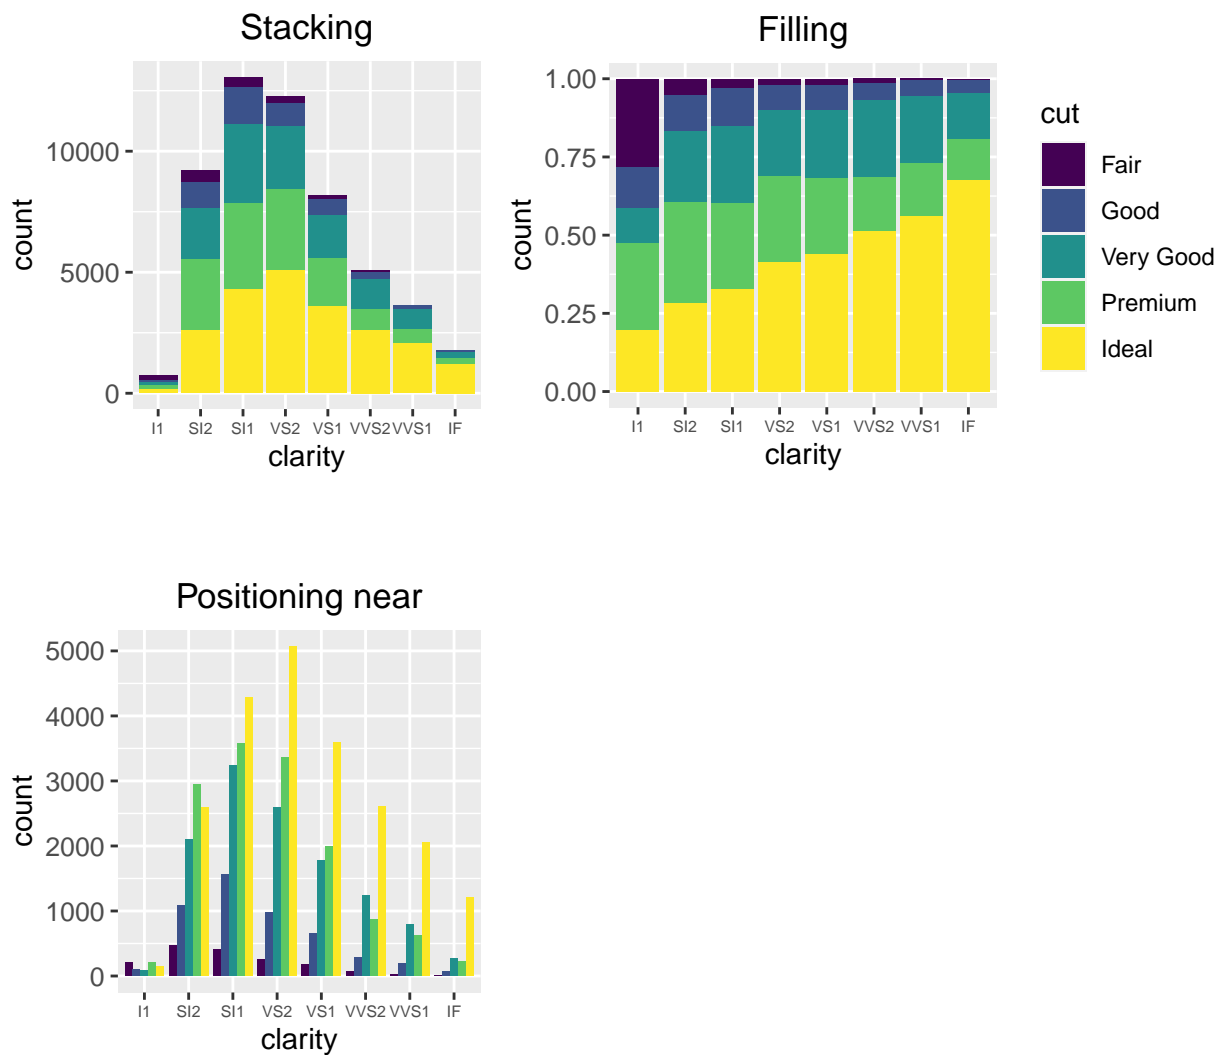 Stacking
10000
5000
0
count
I1 SI2 SI1 VS2 VS1 VVS2 VVS1 IF
clarity
Filling
1.00
0.75
0.50
0.25
0.00
count
I1 SI2 SI1 VS2 VS1 VVS2 VVS1 IF
clarity
cut
Fair
Good
Very Good
Premium
Ideal
Positioning near
5000
4000
3000
2000
1000
0
count
I1 SI2 SI1 VS2 VS1 VVS2 VVS1 IF
clarity